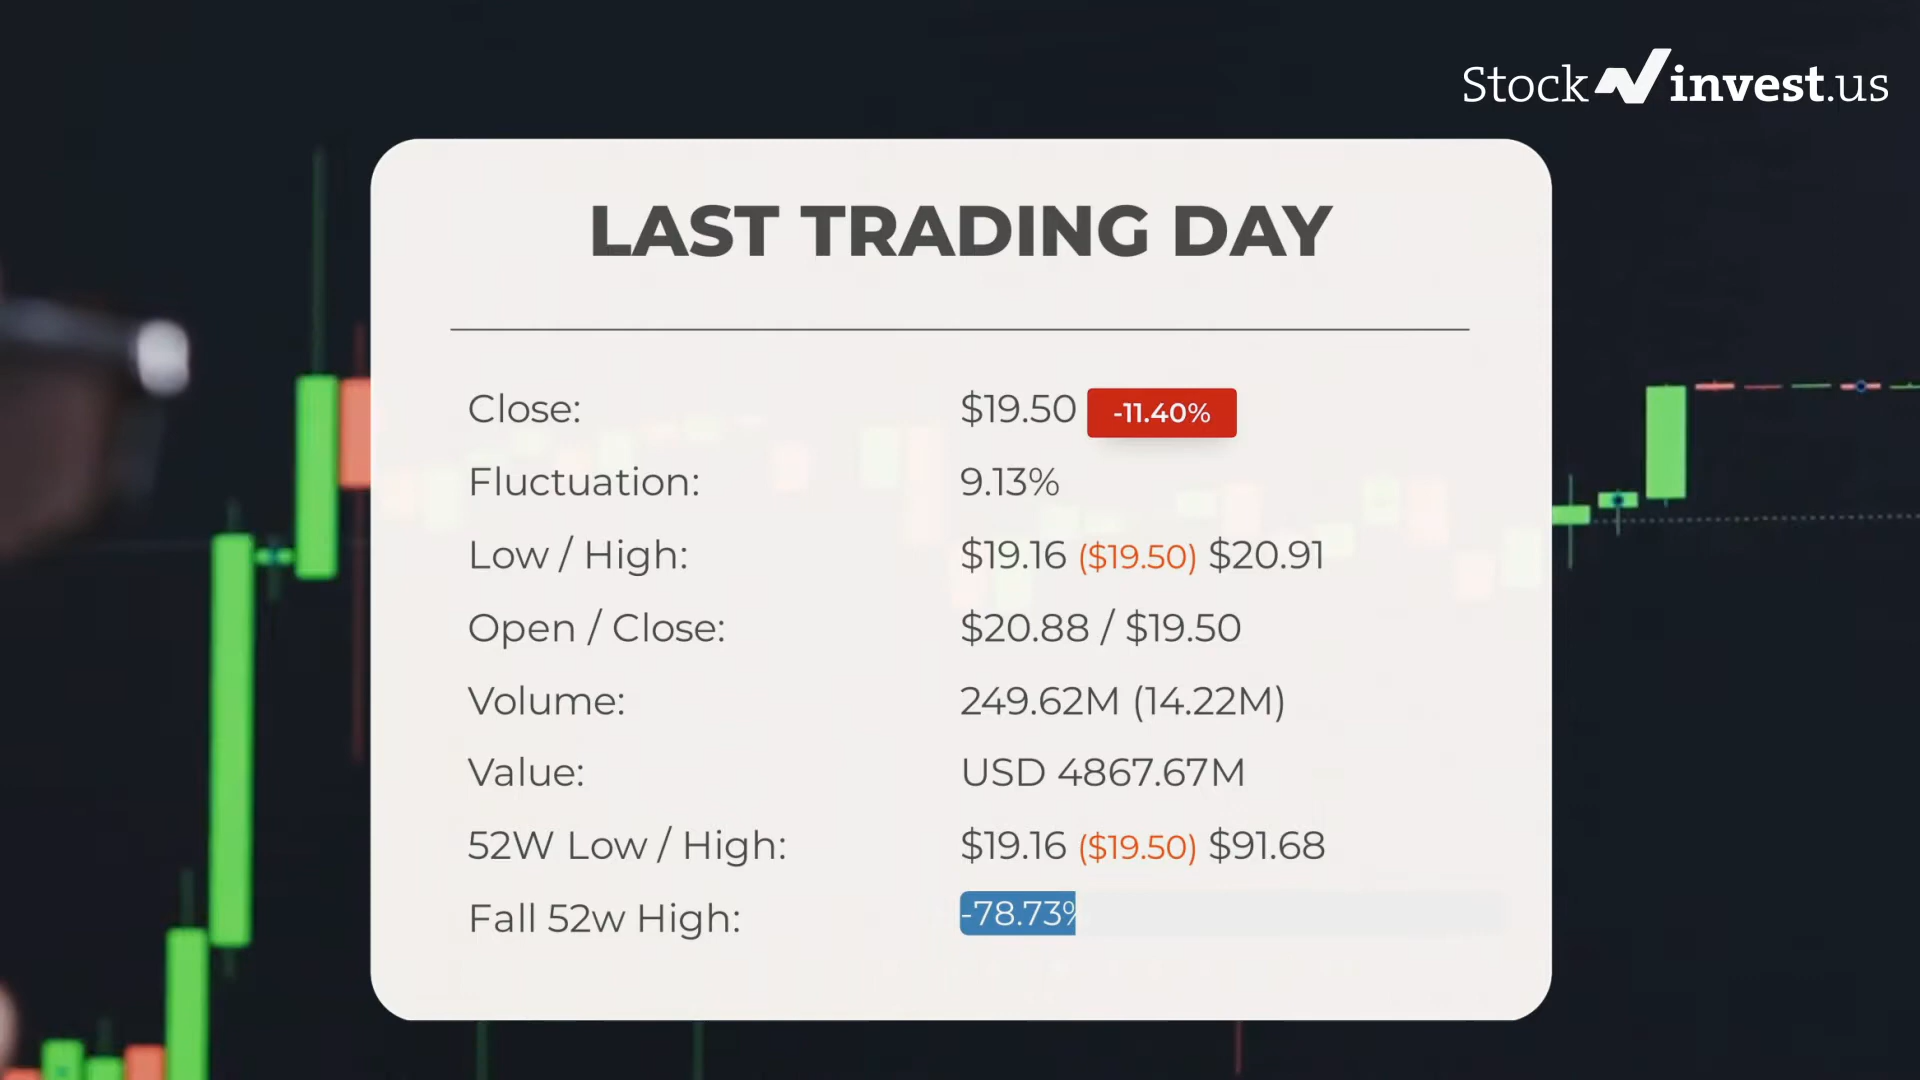 Stock invest.us
LAST TRADING DAY
Close: $19.50 -11.40%
Fluctuation: 9.13%
Low / High: $19.16 ($19.50) $20.91
Open / Close: $20.88 / $19.50
Volume: 249.62M (14.22M)
Value: USD 4867.67M
52W Low / High: $19.16 ($19.50) $91.68
Fall 52w High: -78.73%